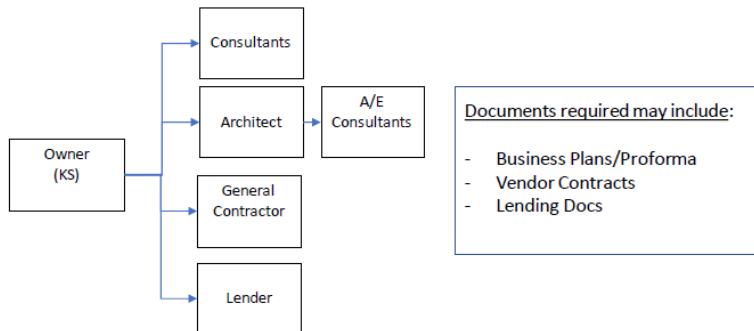 Consultants
Architect
A/E
Consultants
Owner
(KS)
General
Contractor
Lender
Documents required may include:
- Business Plans/Proforma
- Vendor Contracts
- Lending Docs